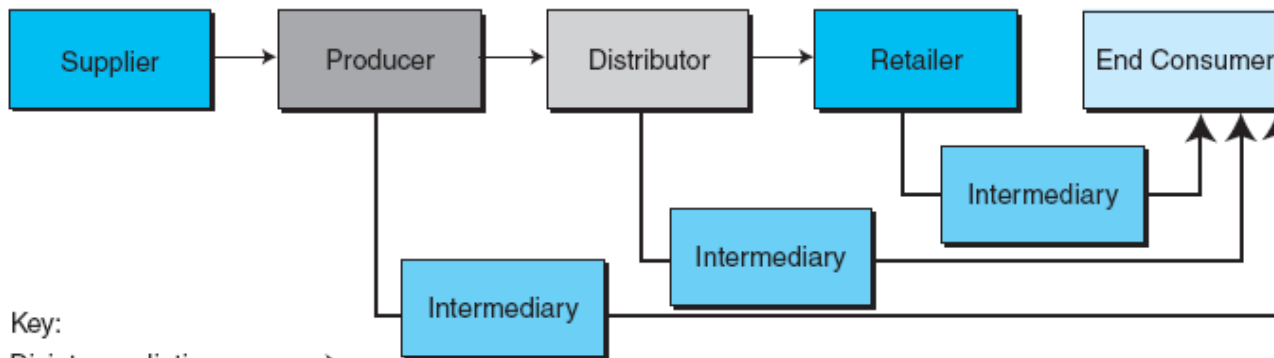 Supplier
Producer
Distributor
Retailer
End Consumer
Intermediary
Intermediary
Intermediary
Key: